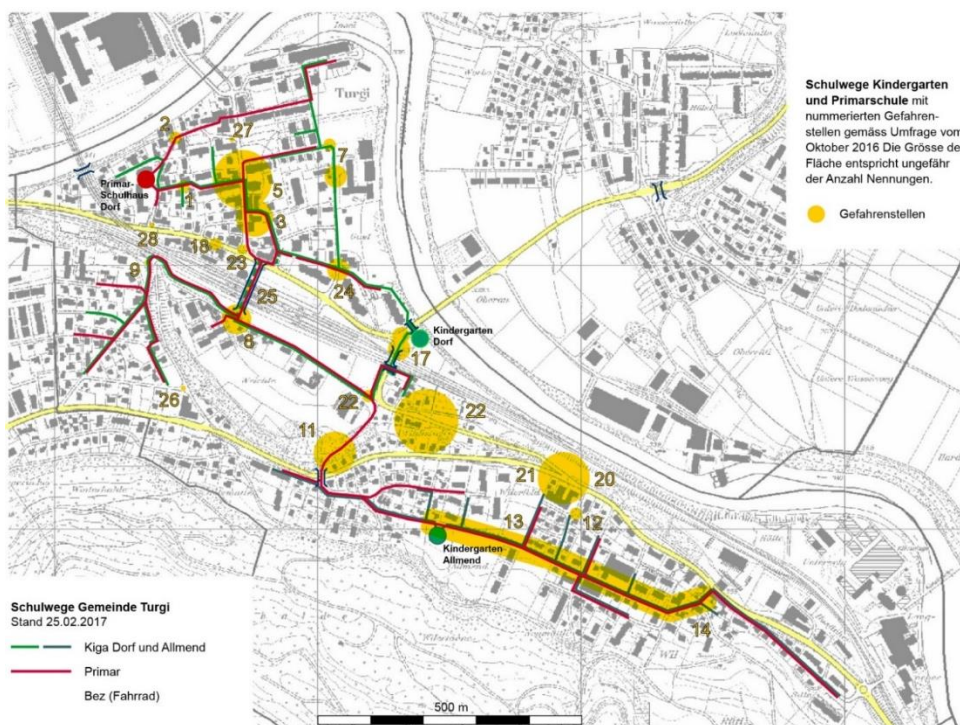 Schulwege Kindergarten
und Primarschule mit
nummerierten Gefahren-
stellen gemäss Umfrage vom
Oktober 2016 Die Grösse de
Fläche entspricht ungefähr
der Anzahl Nennungen.
Gefahrenstellen
Turgi
2
27
7
Primar-
Schulhaus
Dorf
1
5
3
28
18
23
9
24
25
8
Kindergarten
Dorf
17
26
22
22
11
21
20
13
12
Kindergarten
Allmend
14
Wil
Schulwege Gemeinde Turgi
Stand 25.02.2017
Kiga Dorf und Allmend
Primar
Bez (Fahrrad)
500 m